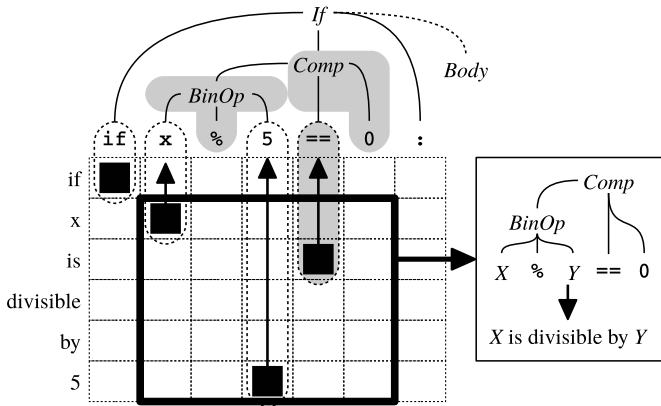 If
Comp
Body
BinOp
if x % 5 == 0 :
if
x
is
divisible
by
5
Comp
BinOp
X % Y == 0
X is divisible by Y